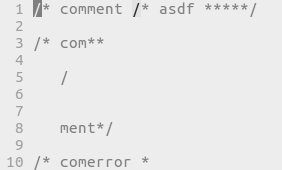 1 /* comment /* asdf *****/
2
3 /* com**
4
5    /
6
7
8    ment*/
9
10 /* comerror *